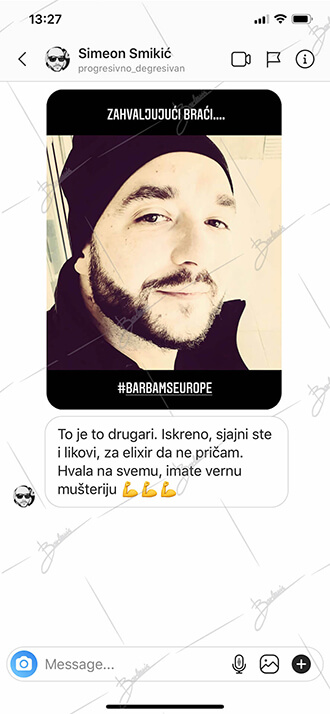 13:27
Simeon Smikić
progresivno_degresivan
ZAHVALJUJUĆI BRAĆI....
#BARBAMSEUROPE
To je to drugari. Iskreno, sjajni ste
i likovi, za elixir da ne pričam.
Hvala na svemu, imate vernu
mušteriju 💪💪💪
Message...